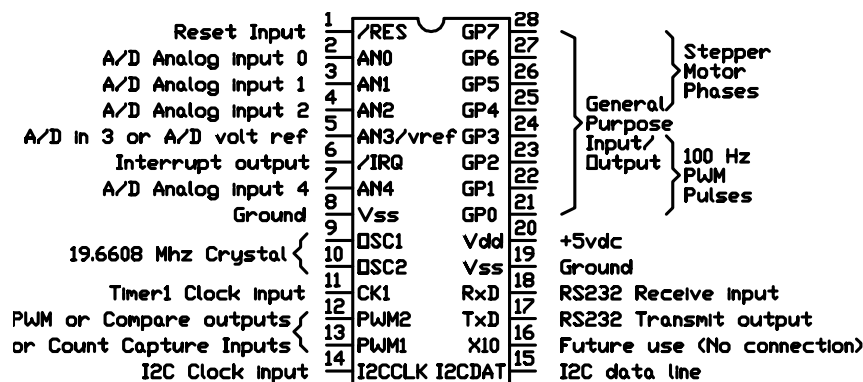 1 28
Reset Input /RES GP7
2 27
A/D Analog input 0 AN0 GP6
3 26
A/D Analog input 1 AN1 GP5
4 25
A/D Analog input 2 AN2 GP4
5 24
A/D in 3 or A/D volt ref AN3/vref GP3
6 23
Interrupt output /IRQ GP2
7 22
A/D Analog input 4 AN4 GP1
8 21
Ground Vss GP0
9 20
OSC1 Vdd +5vdc
19.6608 Mhz Crystal
10 19
OSC2 Vss Ground
11 18
Timer1 Clock input CK1 RxD RS232 Receive input
12 17
PWM or Compare outputs PWM2 TxD RS232 Transmit output
13 16
or Count Capture Inputs PWM1 X10 Future use (No connection)
14 15
I2C Clock input I2CCLK I2CDAT I2C data line
General
Purpose
Input/
Output
Stepper
Motor
Phases
100 Hz
PWM
Pulses